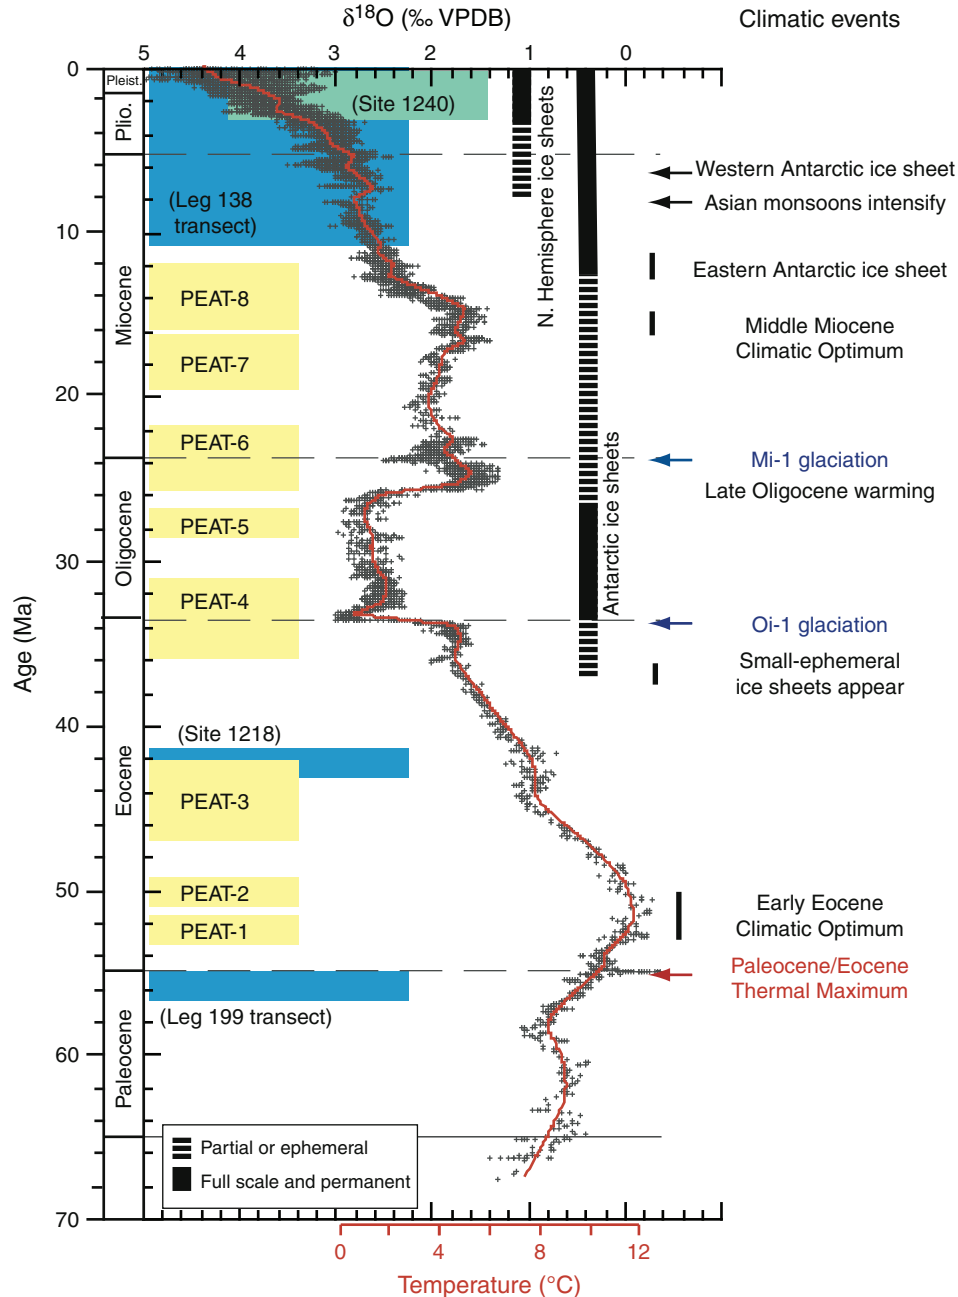 δ18O (‰ VPDB)
Climatic events
5 4 3 2 1 0
0
10
20
30
40
50
60
70
Age (Ma)
Pleist.
Plio.
Miocene
Oligocene
Eocene
Paleocene
(Site 1240)
(Leg 138
transect)
PEAT-8
PEAT-7
PEAT-6
PEAT-5
PEAT-4
(Site 1218)
PEAT-3
PEAT-2
PEAT-1
(Leg 199 transect)
N. Hemisphere ice sheets
Antarctic ice sheets
Western Antarctic ice sheet
Asian monsoons intensify
Eastern Antarctic ice sheet
Middle Miocene
Climatic Optimum
Mi-1 glaciation
Late Oligocene warming
Oi-1 glaciation
Small-ephemeral
ice sheets appear
Early Eocene
Climatic Optimum
Paleocene/Eocene
Thermal Maximum
Partial or ephemeral
Full scale and permanent
0 4 8 12
Temperature (°C)